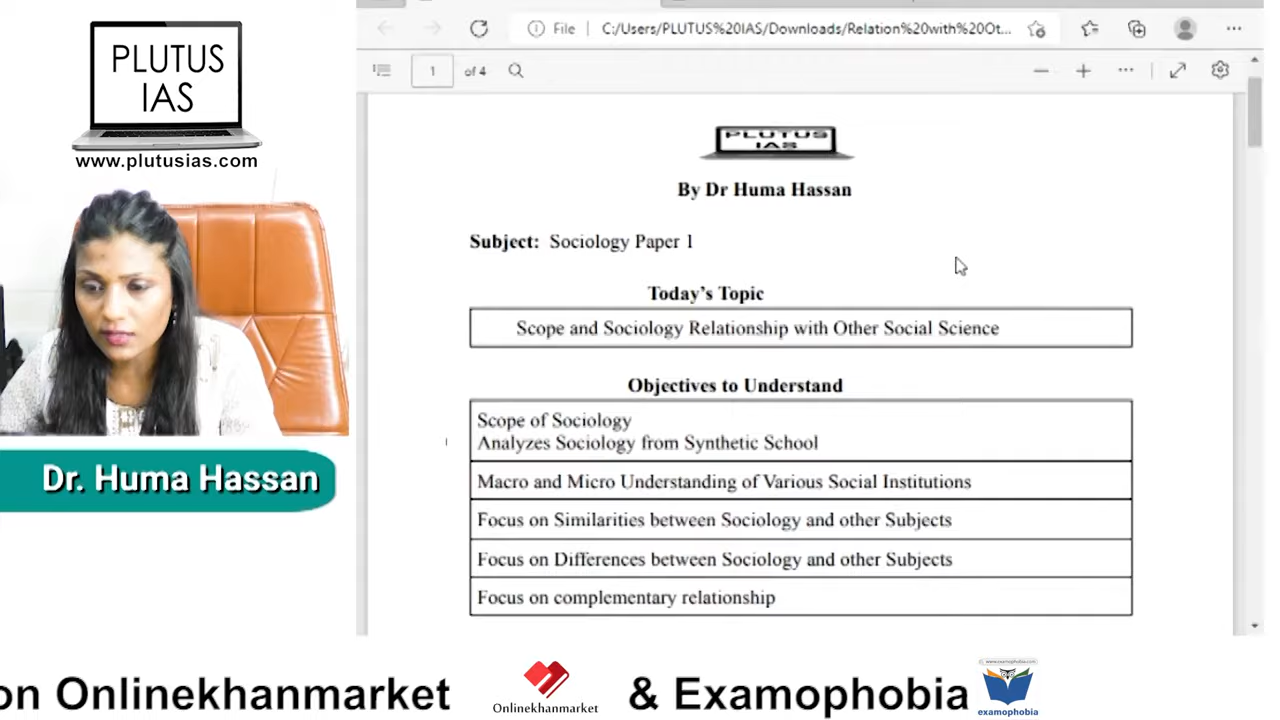 PLUTUS
IAS
www.plutusias.com
Dr. Huma Hassan
File
C:/Users/PLUTUS%20IAS/Downloads/Relation%20with%20Ot...
1
of 4
PLUTUS
IAS
By Dr Huma Hassan
Subject: Sociology Paper 1
Today's Topic
Scope and Sociology Relationship with Other Social Science
Objectives to Understand
Scope of Sociology
Analyzes Sociology from Synthetic School
Macro and Micro Understanding of Various Social Institutions
Focus on Similarities between Sociology and other Subjects
Focus on Differences between Sociology and other Subjects
Focus on complementary relationship
on Onlinekhanmarket
Onlinekhanmarket
& Examophobia
www.examophobia.com
examophobia